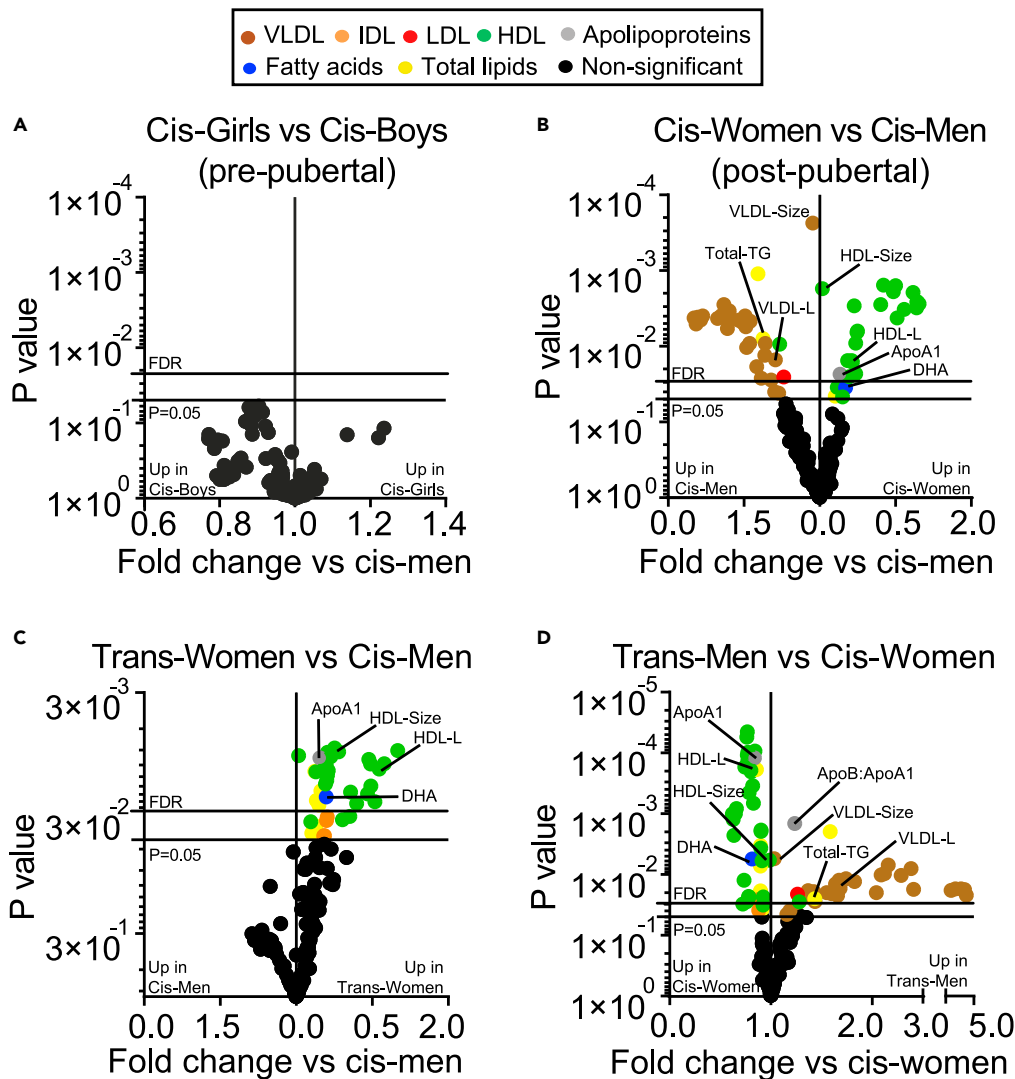 VLDL IDL LDL HDL Apolipoproteins
Fatty acids Total lipids Non-significant
A
Cis-Girls vs Cis-Boys
(pre-pubertal)
P value
1×10⁻⁴
1×10⁻³
1×10⁻²
FDR
1×10⁻¹
P=0.05
Up in
Cis-Boys
Up in
Cis-Girls
1×10⁰
0.6 0.8 1.0 1.2 1.4
Fold change vs cis-men
B
Cis-Women vs Cis-Men
(post-pubertal)
P value
1×10⁻⁴
VLDL-Size
1×10⁻³
Total-TG
HDL-Size
VLDL-L
1×10⁻²
HDL-L
ApoA1
DHA
FDR
1×10⁻¹
P=0.05
Up in
Cis-Men
Up in
Cis-Women
1×10⁰
0.0 1.5 0.0 0.5 2.0
Fold change vs cis-men
C
Trans-Women vs Cis-Men
P value
3×10⁻³
ApoA1
HDL-Size
HDL-L
DHA
FDR
3×10⁻²
P=0.05
3×10⁻¹
Up in
Cis-Men
Up in
Trans-Women
0.0 1.5 0.0 0.5 2.0
Fold change vs cis-men
D
Trans-Men vs Cis-Women
P value
1×10⁻⁵
ApoA1
1×10⁻⁴
HDL-L
ApoB:ApoA1
HDL-Size
1×10⁻³
VLDL-Size
DHA
Total-TG
VLDL-L
1×10⁻²
FDR
P=0.05
1×10⁻¹
Up in
Cis-Women
Up in
Trans-Men
1×10⁰
0.0 1.0 2.0 3.0 4.0 5.0
Fold change vs cis-women